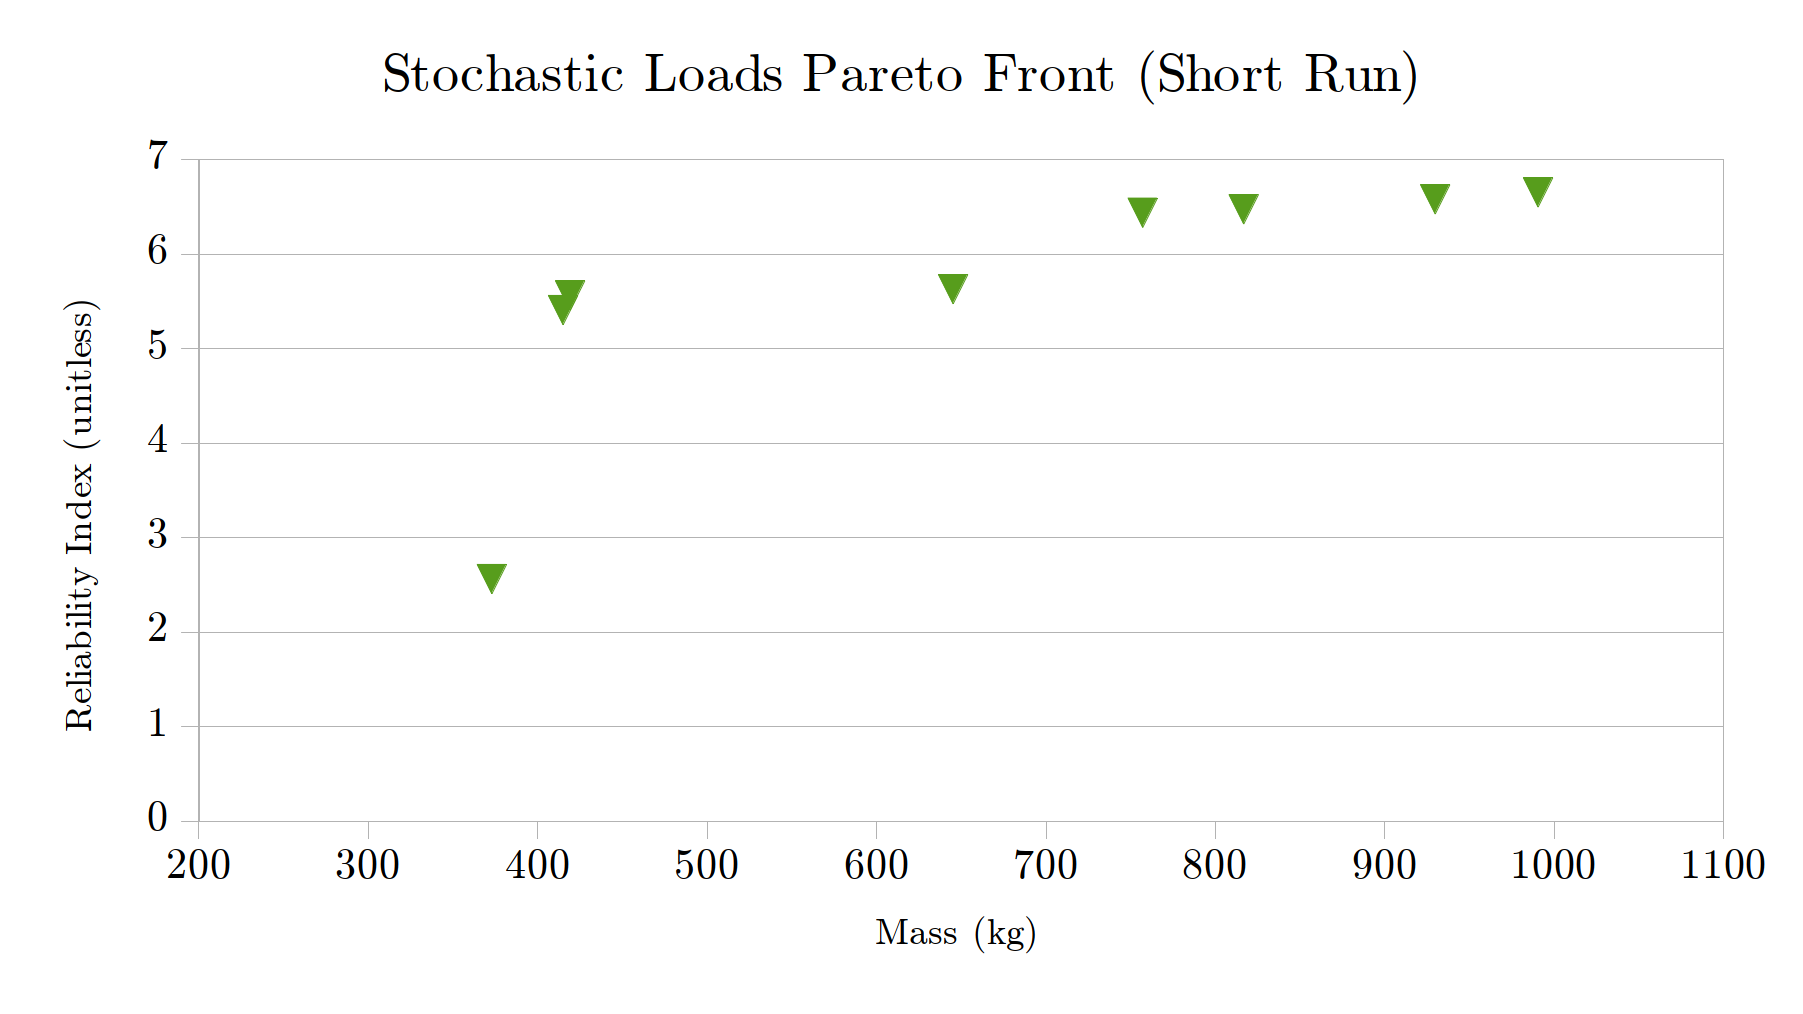 Stochastic Loads Pareto Front (Short Run)
7
6
5
4
3
2
1
0
Reliability Index (unitless)
200 300 400 500 600 700 800 900 1000 1100
Mass (kg)